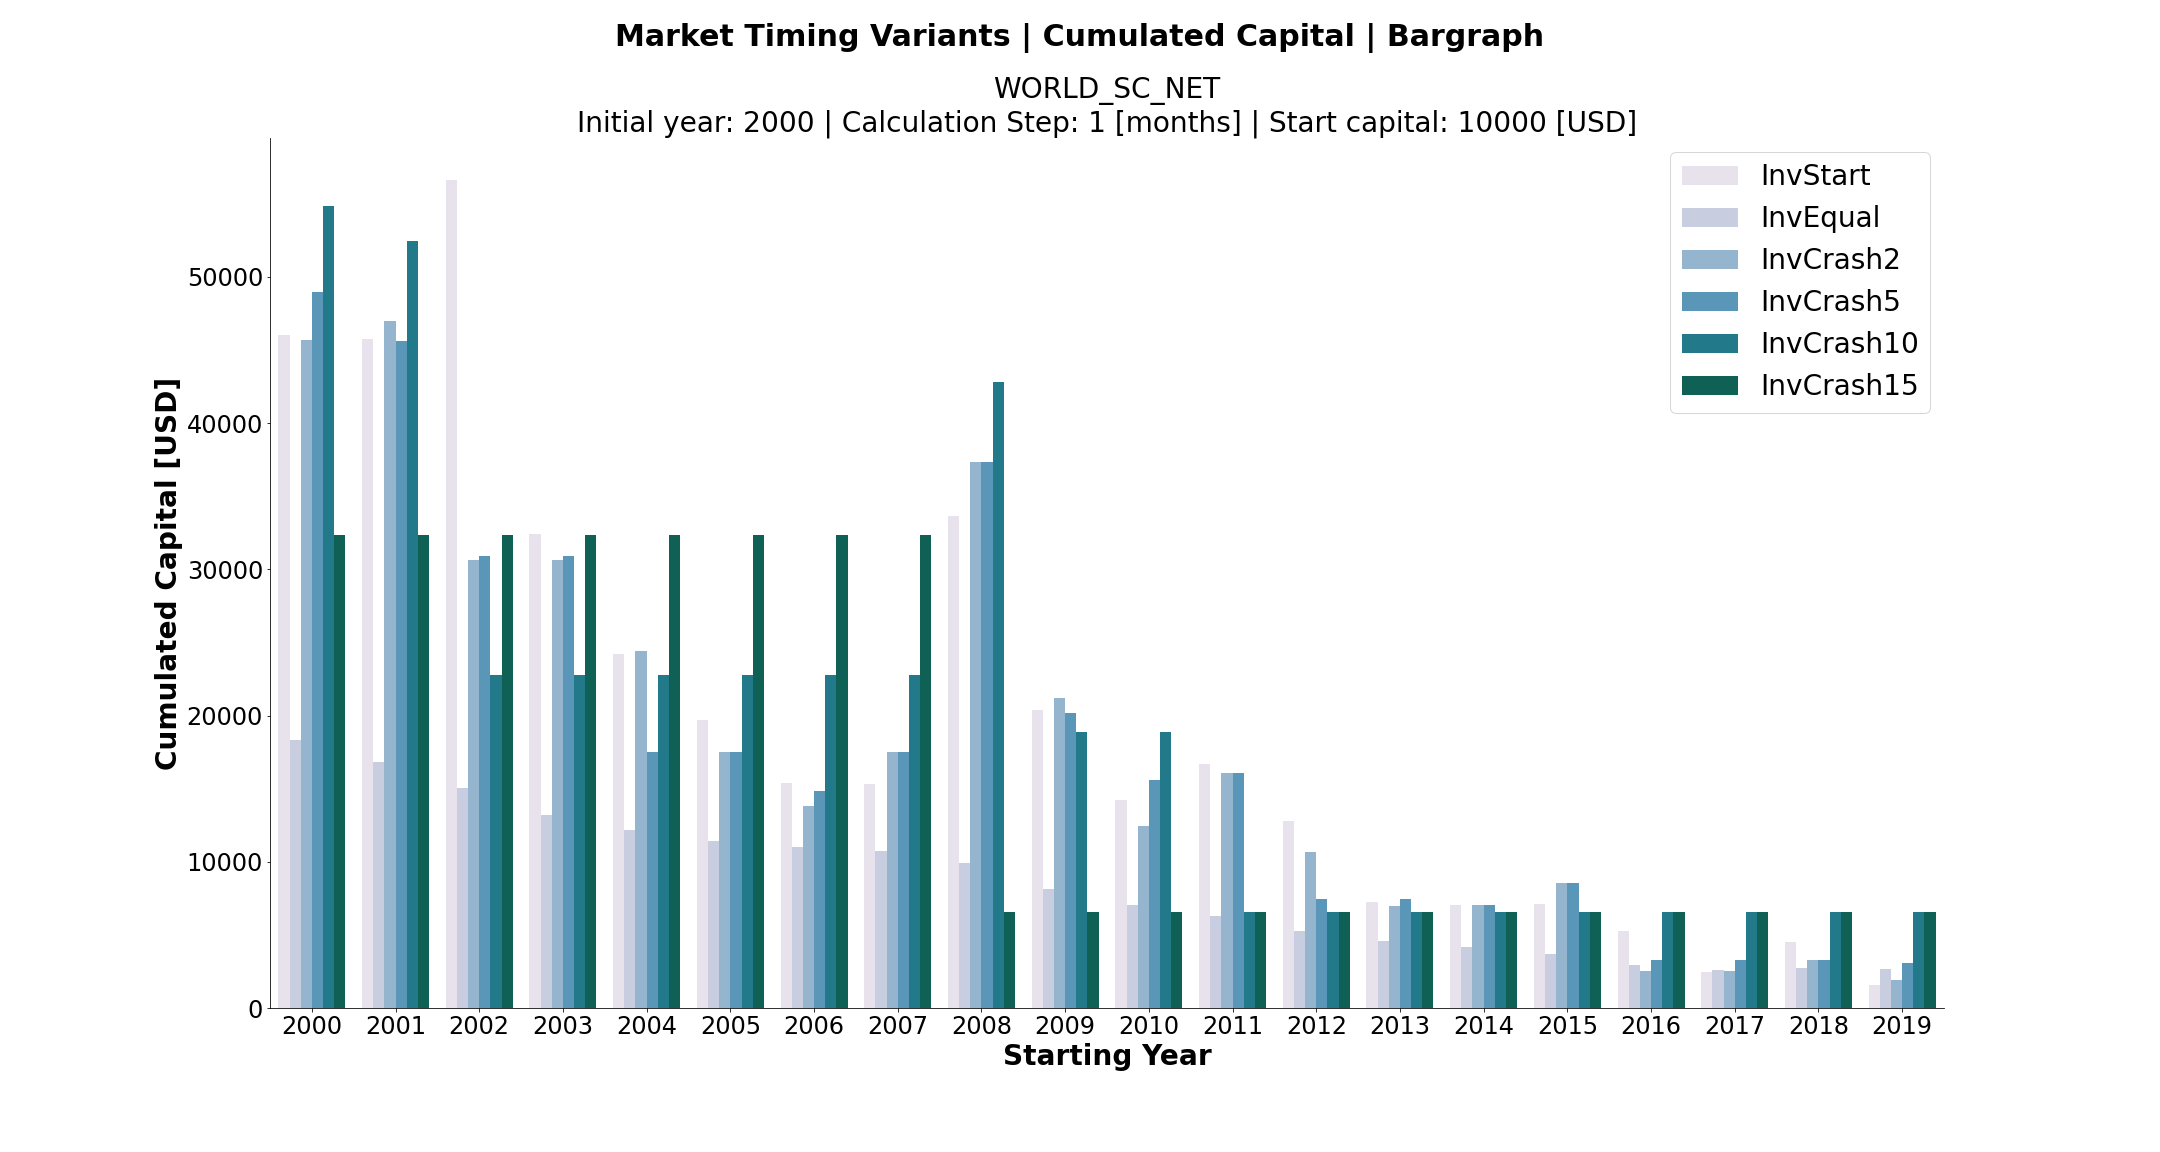 Market Timing Variants | Cumulated Capital | Bargraph
WORLD_SC_NET
Initial year: 2000 | Calculation Step: 1 [months] | Start capital: 10000 [USD]
InvStart
InvEqual
InvCrash2
InvCrash5
InvCrash10
InvCrash15
Cumulated Capital [USD]
50000
40000
30000
20000
10000
0
2000 2001 2002 2003 2004 2005 2006 2007 2008 2009 2010 2011 2012 2013 2014 2015 2016 2017 2018 2019
Starting Year